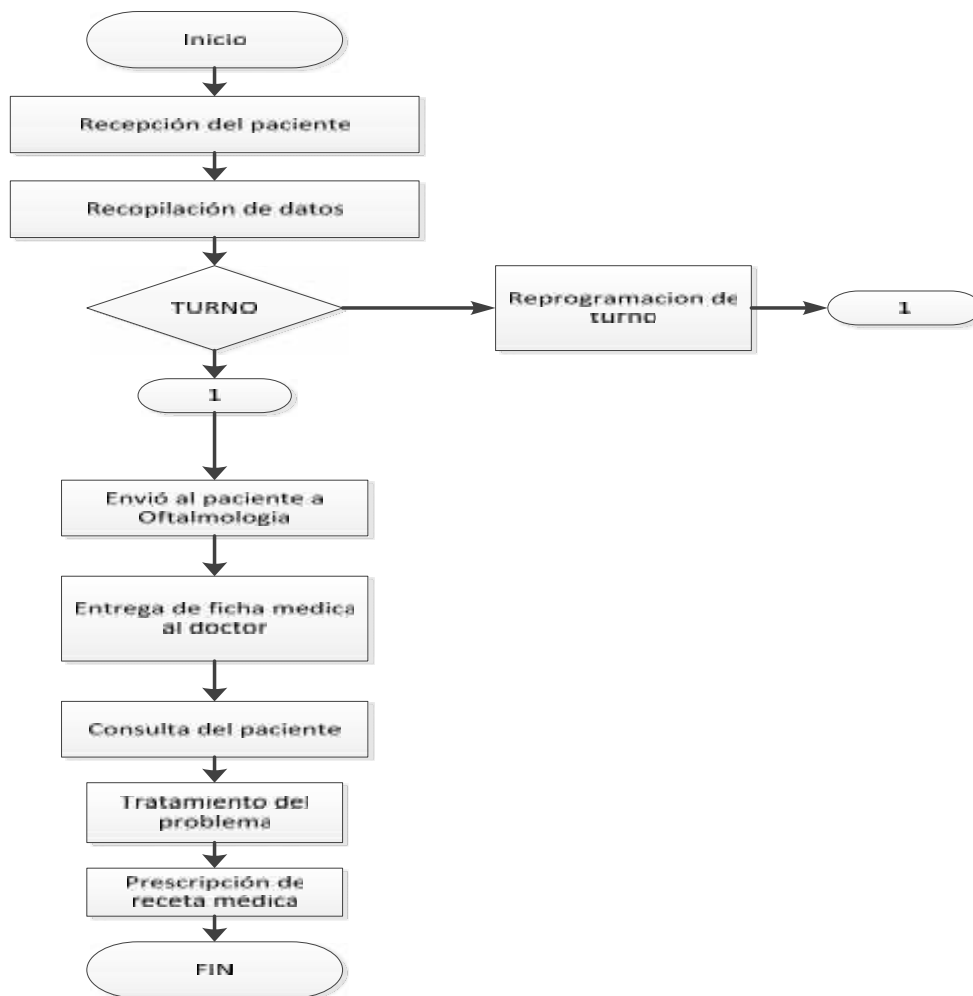 Inicio
Recepción del paciente
Recopilación de datos
TURNO
Reprogramacion de
turno
1
1
Envió al paciente a
Oftalmologia
Entrega de ficha medica
al doctor
Consulta del paciente
Tratamiento del
problema
Prescripción de
receta médica
FIN